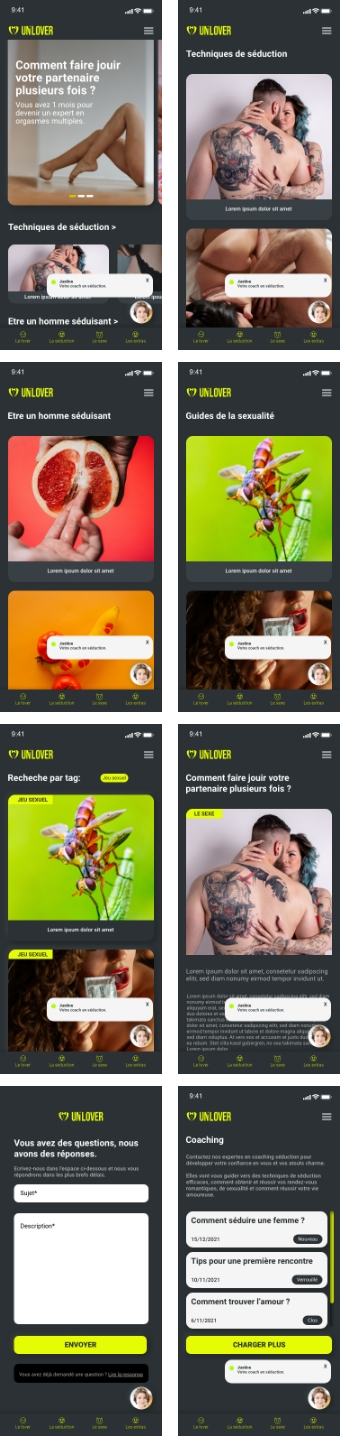 9:41
UNLOVER
Comment faire jouir
votre partenaire
plusieurs fois ?
Vous avez 1 mois pour
devenir un expert en
orgasmes multiples.
Techniques de séduction >
Lorem ipsum dolor sit amet
Justine
Votre coach en séduction.
X
Etre un homme séduisant >
Le lover La séduction Le sexe Les extras
9:41
UNLOVER
Techniques de séduction
Lorem ipsum dolor sit amet
Justine
Votre coach en séduction.
X
Le lover La séduction Le sexe Les extras
9:41
UNLOVER
Etre un homme séduisant
Lorem ipsum dolor sit amet
Justine
Votre coach en séduction.
X
Le lover La séduction Le sexe Les extras
9:41
UNLOVER
Guides de la sexualité
Lorem ipsum dolor sit amet
Justine
Votre coach en séduction.
X
Le lover La séduction Le sexe Les extras
9:41
UNLOVER
Recheche par tag: JEU SEXUEL
JEU SEXUEL
Lorem ipsum dolor sit amet
JEU SEXUEL
Justine
Votre coach en séduction.
X
Le lover La séduction Le sexe Les extras
9:41
UNLOVER
Comment faire jouir votre
partenaire plusieurs fois ?
LE SEXE
Lorem ipsum dolor sit amet, consetetur sadipscing
elitr, sed diam nonumy eirmod tempor invidunt ut.
Lorem ipsum dolor sit amet, consetetur sadipscing elitr, sed diam
Justine
Votre coach en séduction.
X
Le lover La séduction Le sexe Les extras
UNLOVER
Vous avez des questions, nous
avons des réponses.
Ecrivez-nous dans l'espace ci-dessous et nous vous
répondrons dans les plus brefs délais.
Sujet*
Description*
ENVOYER
Vous avez déjà demandé une question ? Lire la réponse
Le lover La séduction Le sexe Les extras
9:41
UNLOVER
Coaching
Contactez nos experts en coaching séduction pour
développer votre confiance en vous et vos atouts charme.
Elles vont vous guider vers des techniques de séduction
efficaces, comment obtenir et réussir vos rendez-vous
romantiques, de sexualité et comment réussir votre vie
amoureuse.
Comment séduire une femme ?
15/12/2021 Nouveau
Tips pour une première rencontre
10/11/2021 Verrouillé
Comment trouver l'amour ?
6/11/2021 Clos
CHARGER PLUS
Justine
Votre coach en séduction.
X
Le lover La séduction Le sexe Les extras